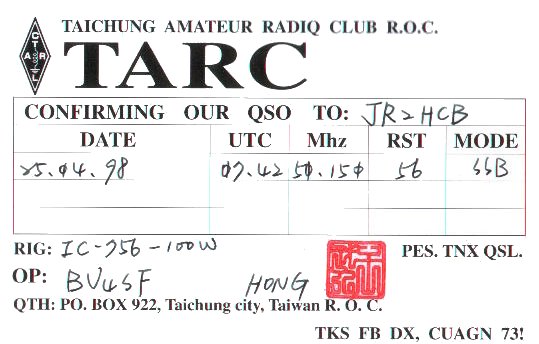 TAICHUNG AMATEUR RADIQ CLUB R.O.C.
TARC
CONFIRMING OUR QSO TO: JR2HCB
DATE UTC Mhz RST MODE
25.04.98 07.42 50.150 56 SSB
RIG: IC-756-100W PES. TNX QSL.
OP: BV4SF HONG
QTH: PO. BOX 922, Taichung city, Taiwan R. O. C.
TKS FB DX, CUAGN 73!